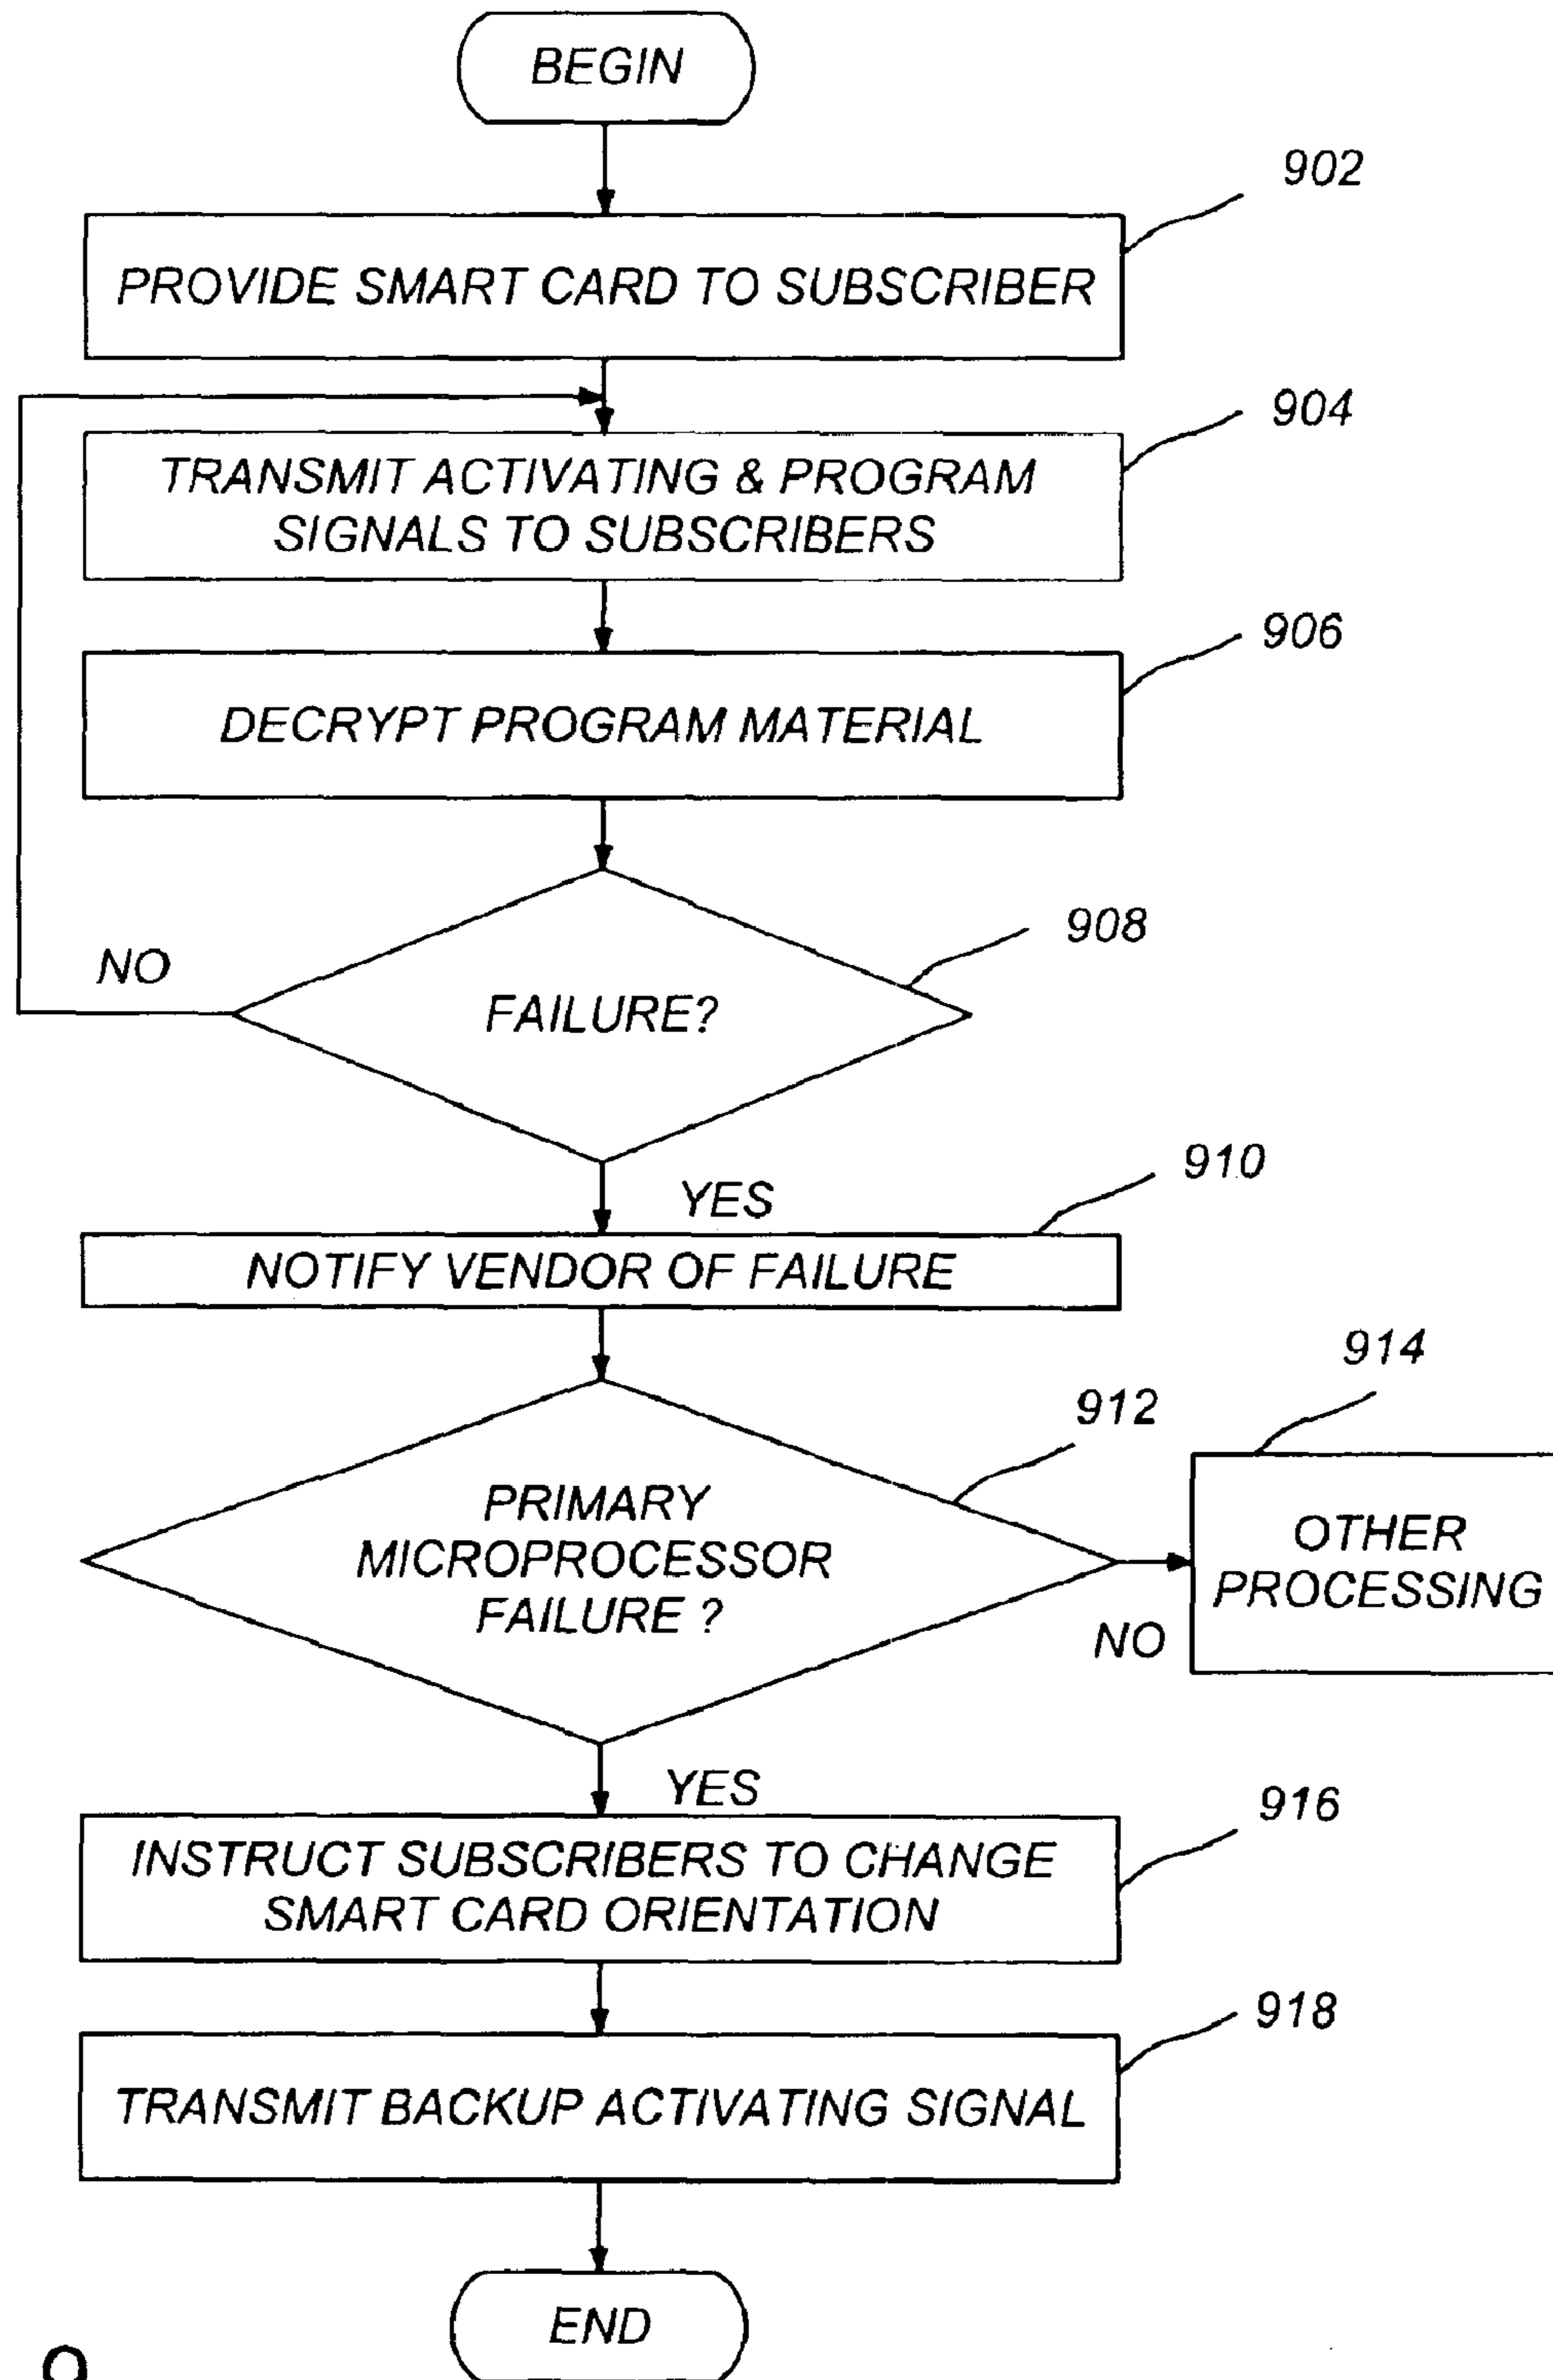 BEGIN
902
PROVIDE SMART CARD TO SUBSCRIBER
904
TRANSMIT ACTIVATING & PROGRAM
SIGNALS TO SUBSCRIBERS
906
DECRYPT PROGRAM MATERIAL
908
NO
FAILURE?
YES
910
NOTIFY VENDOR OF FAILURE
914
912
PRIMARY
MICROPROCESSOR
FAILURE ?
OTHER
PROCESSING
NO
YES
916
INSTRUCT SUBSCRIBERS TO CHANGE
SMART CARD ORIENTATION
918
TRANSMIT BACKUP ACTIVATING SIGNAL
END